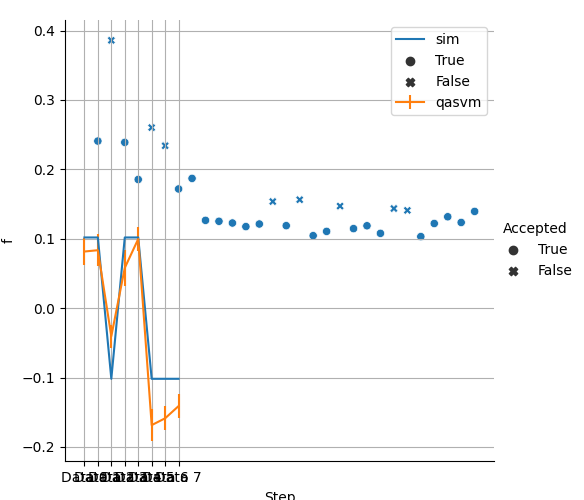 0.4
sim
True
False
qasvm
0.3
0.2
Accepted
f
0.1
True
False
0.0
−0.1
−0.2
Step